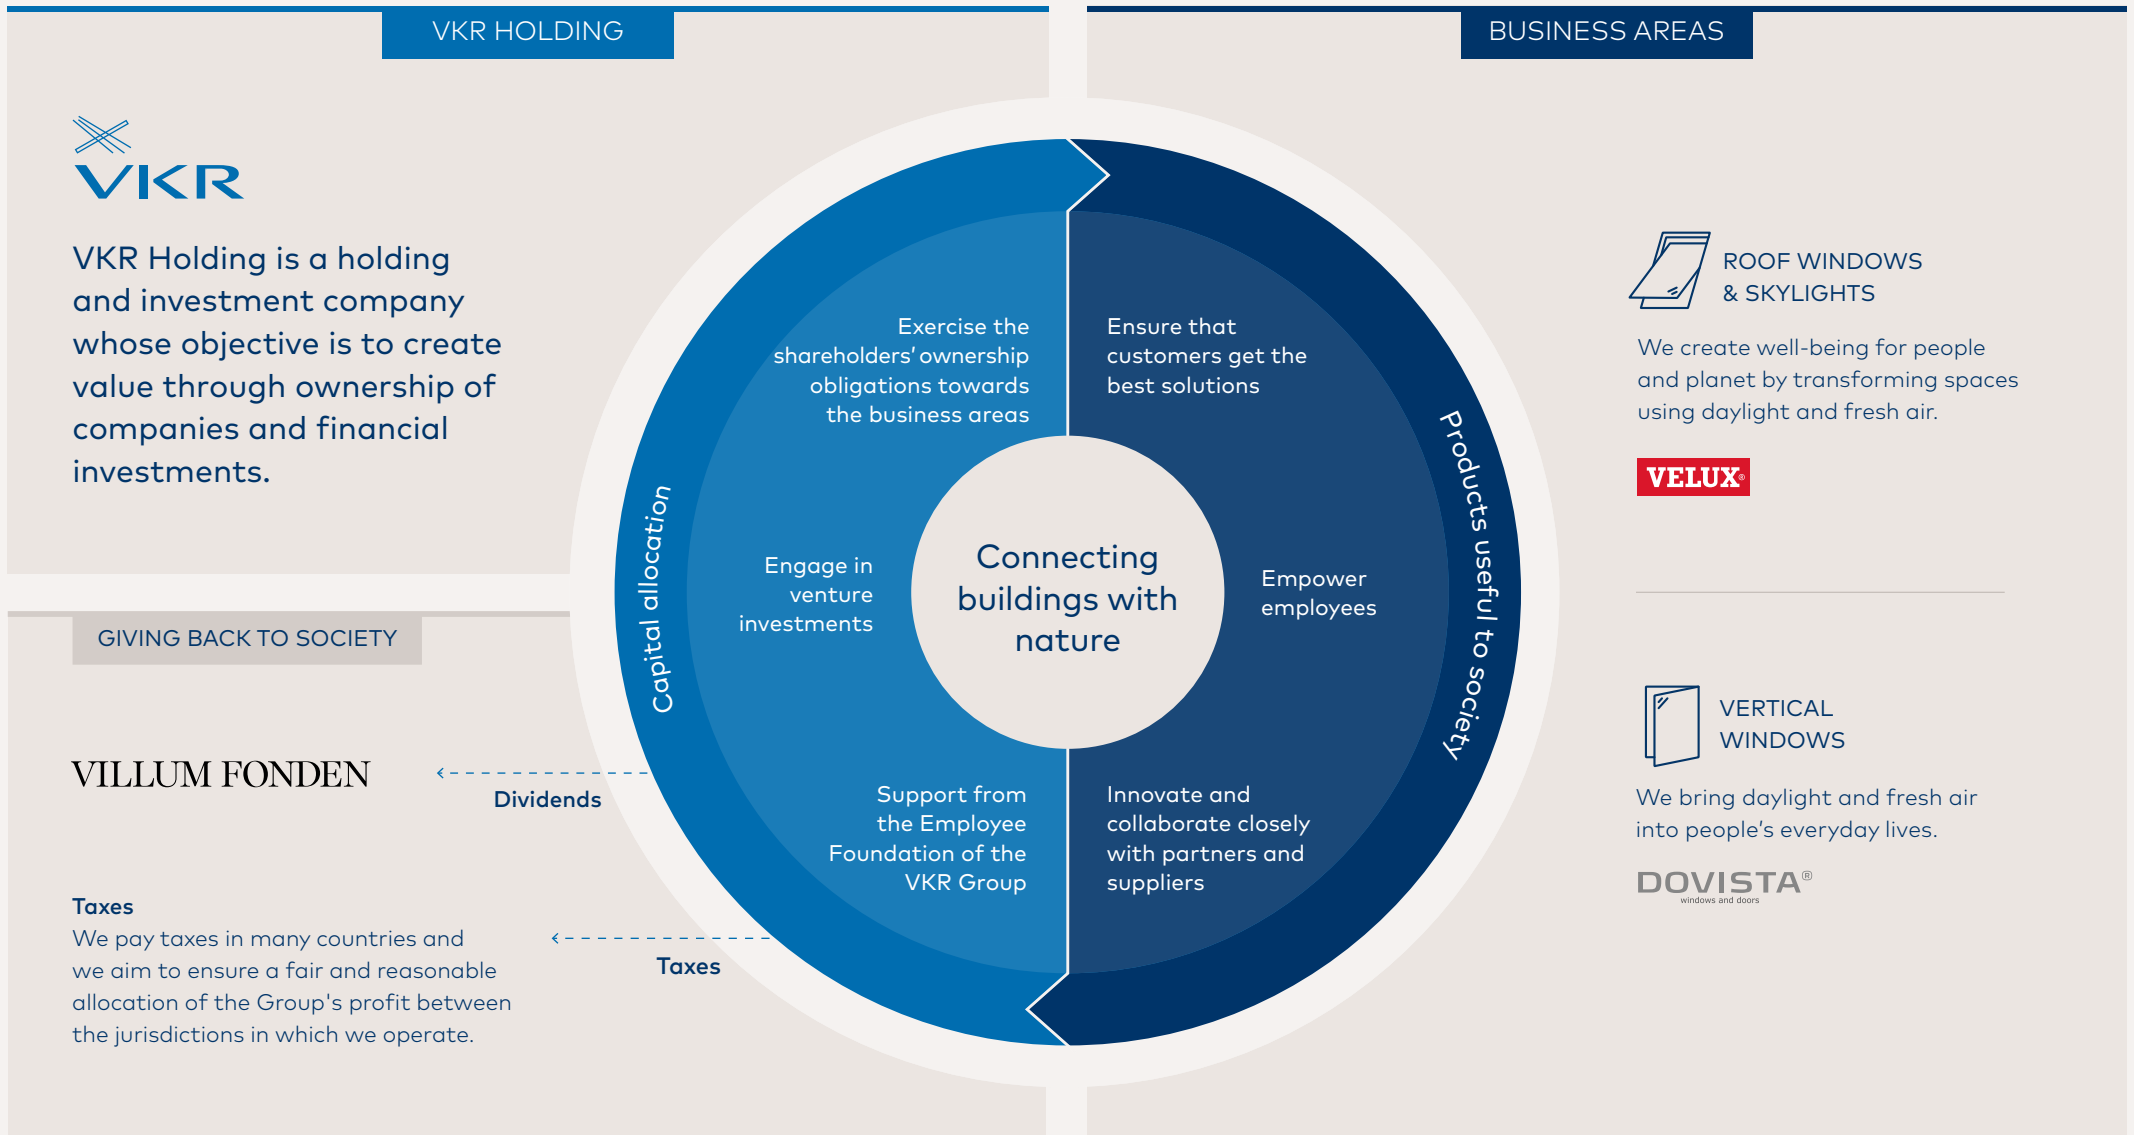 VKR HOLDING
VKR
VKR Holding is a holding
and investment company
whose objective is to create
value through ownership of
companies and financial
investments.
GIVING BACK TO SOCIETY
VILLUM FONDEN
Dividends
Taxes
We pay taxes in many countries and
we aim to ensure a fair and reasonable
allocation of the Group's profit between
the jurisdictions in which we operate.
Taxes
Capital allocation
Exercise the
shareholders’ ownership
obligations towards
the business areas
Engage in
venture
investments
Support from
the Employee
Foundation of the
VKR Group
Connecting
buildings with
nature
Ensure that
customers get the
best solutions
Empower
employees
Innovate and
collaborate closely
with partners and
suppliers
Products useful to society
BUSINESS AREAS
ROOF WINDOWS
& SKYLIGHTS
We create well-being for people
and planet by transforming spaces
using daylight and fresh air.
VELUX®
VERTICAL
WINDOWS
We bring daylight and fresh air
into people’s everyday lives.
DOVISTA®
windows and doors